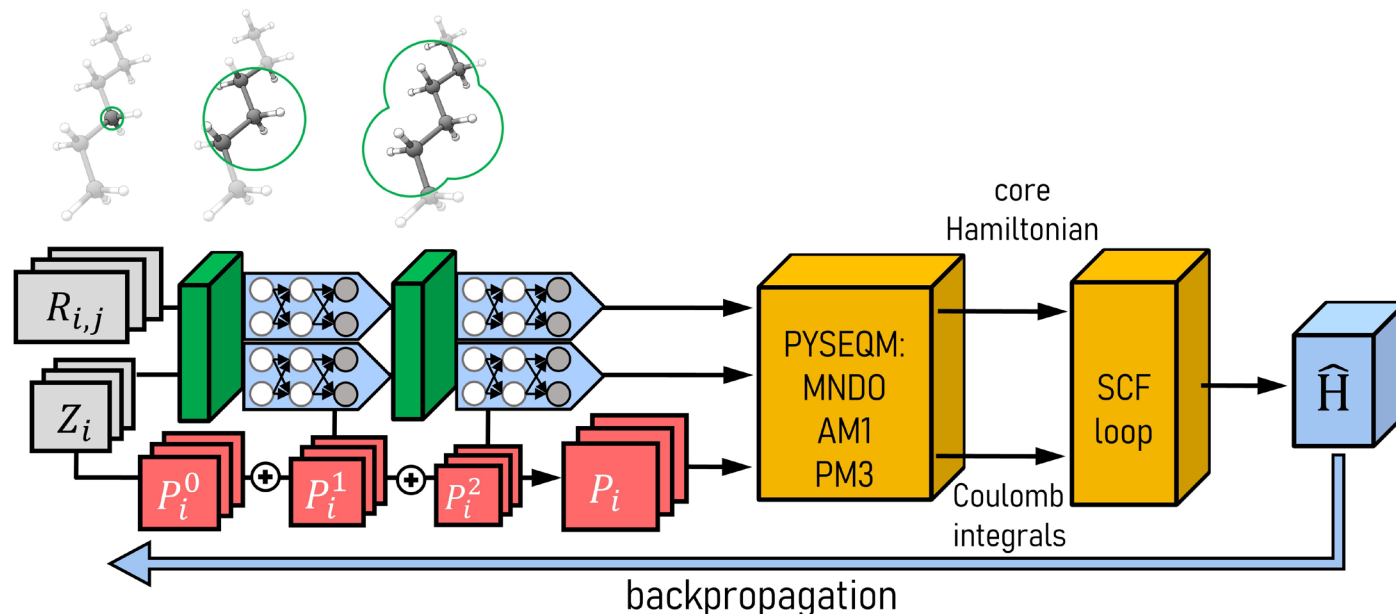 core
Hamiltonian
R_{i,j}
Z_i
P_i^0
P_i^1
P_i^2
P_i
PYSEQM:
MNDO
AM1
PM3
SCF
loop
Ĥ
Coulomb
integrals
backpropagation